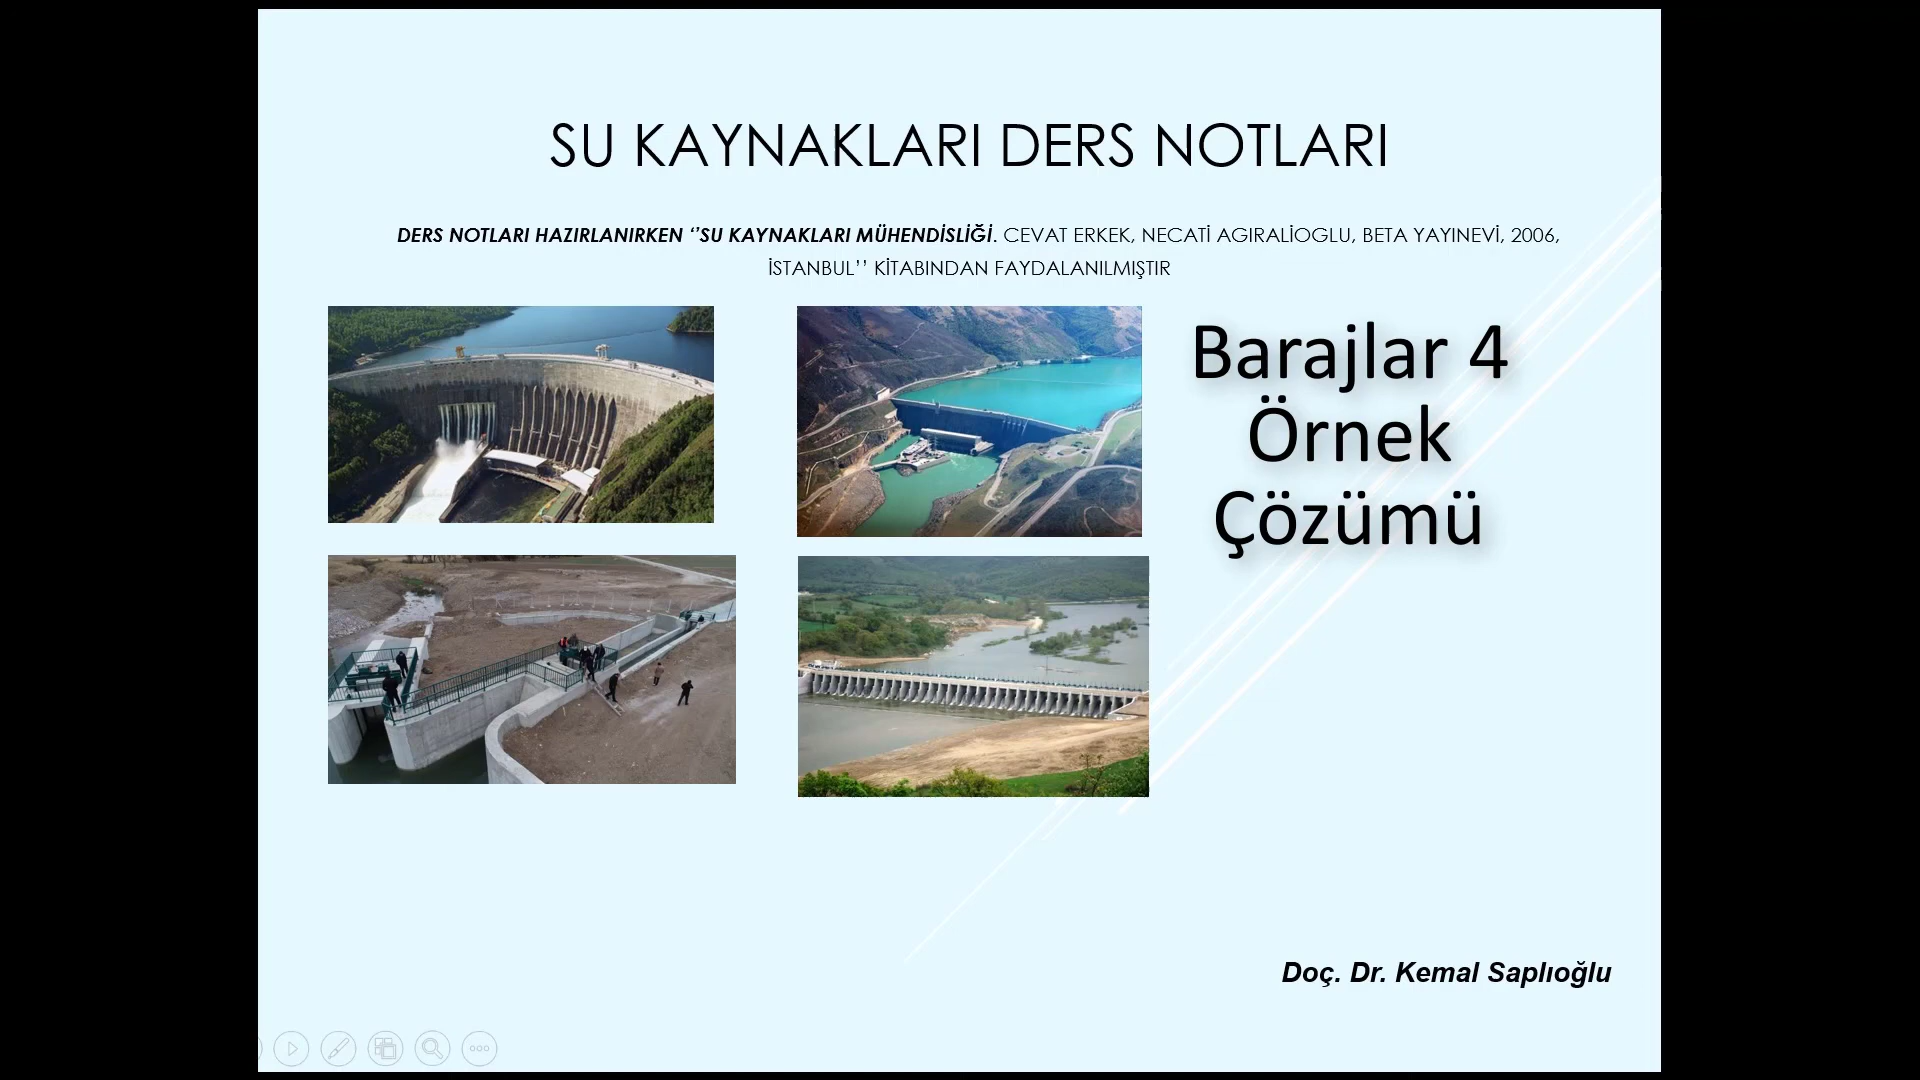 SU KAYNAKLARI DERS NOTLARI
DERS NOTLARI HAZIRLANIRKEN ‘’SU KAYNAKLARI MÜHENDİSLİĞİ. CEVAT ERKEK, NECATİ AGIRALİOGLU, BETA YAYINEVİ, 2006,
İSTANBUL’’ KİTABINDAN FAYDALANILMIŞTIR
Barajlar 4
Örnek
Çözümü
Doç. Dr. Kemal Saplıoğlu